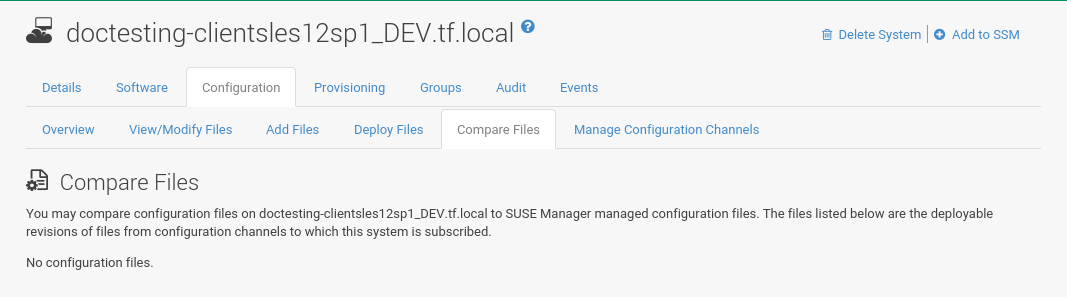 doctesting-clientsles12sp1_DEV.tf.local ?
Delete System | Add to SSM
Details Software Configuration Provisioning Groups Audit Events
Overview View/Modify Files Add Files Deploy Files Compare Files Manage Configuration Channels
Compare Files
You may compare configuration files on doctesting-clientsles12sp1_DEV.tf.local to SUSE Manager managed configuration files. The files listed below are the deployable
revisions of files from configuration channels to which this system is subscribed.
No configuration files.